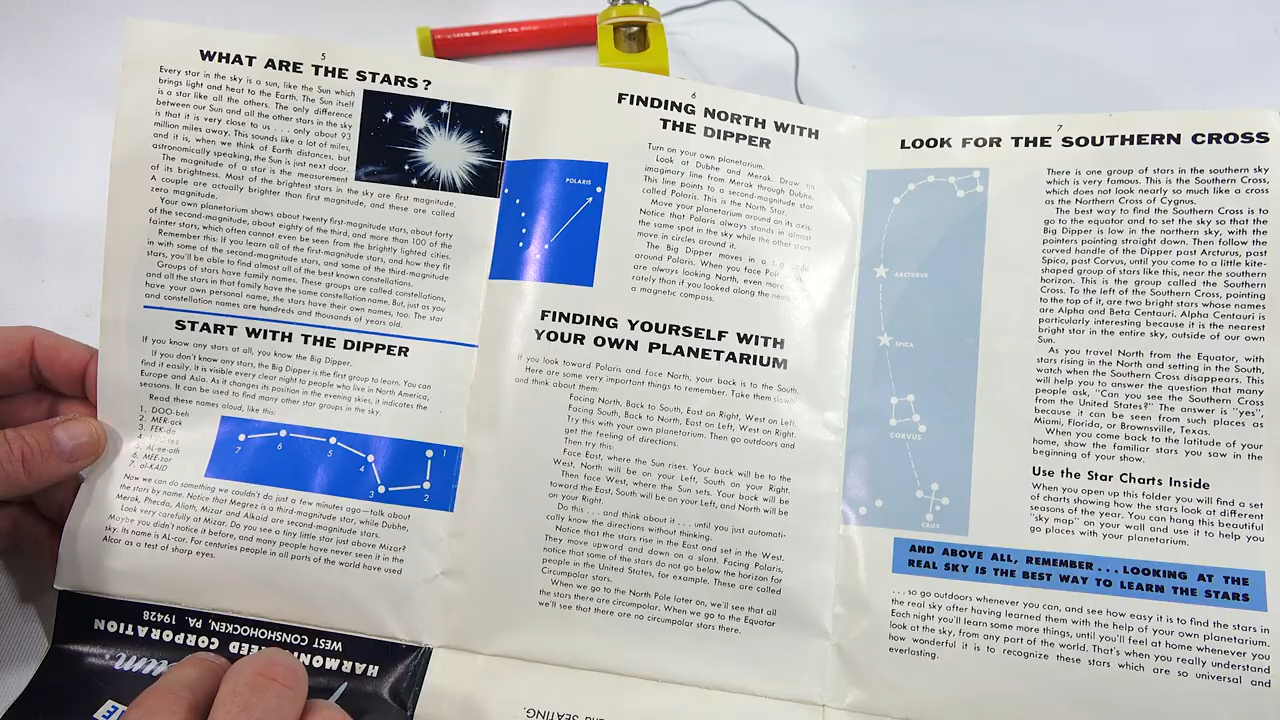 5
WHAT ARE THE STARS?
Every star in the sky is a sun, like the Sun which
brings light and heat to the Earth. The Sun itself
is a star like all the others. The only difference
between our Sun and all the other stars in the sky
is that it is very close to us . . . only about 93
million miles away. This sounds like a lot of miles,
and it is, when we think of Earth distances, but
astronomically speaking, the Sun is just next door.
The magnitude of a star is the measurement
of its brightness. Most of the brightest stars in the sky are first magnitude.
A couple are actually brighter than first magnitude, and these are called
zero magnitude.
Your own planetarium shows about twenty first-magnitude stars, about forty
of the second-magnitude, about eighty of the third, and more than 100 of the
fainter stars, which often cannot even be seen from the brightly lighted cities.
Remember this: If you learn all of the first-magnitude stars, and how they fit
in with some of the second-magnitude stars, and some of the third-magnitude
stars, you'll be able to find almost all of the best known constellations.
Groups of stars have family names. These groups are called constellations,
and all the stars in that family have the same constellation name. But, just as you
have your own personal name, the stars have their own names, too. The star
and constellation names are hundreds and thousands of years old.
START WITH THE DIPPER
If you know any stars at all, you know the Big Dipper.
If you don't know any stars, the Big Dipper is the first group to learn. You can
find it easily. It is visible every clear night to people who live in North America,
Europe and Asia. As it changes its position in the evening skies, it indicates the
seasons. It can be used to find many other star groups in the sky.
Read these names aloud, like this:
1. DOO-beh
2. MER-ack
3. FEK-da
6. MEE-zar
7. al-KAID
7 6 5 4 3 2 1
Now we can do something we couldn't do just a few minutes ago—talk about
the stars by name. Notice that Megrez is a third-magnitude star, while Dubhe,
Merak, Phecda, Alioth, Mizar and Alkaid are second-magnitude stars.
Look very carefully at Mizar. Do you see a tiny little star just above Mizar?
Maybe you didn't notice it before, and many people have never seen it in the
sky. Its name is AL-cor. For centuries people in all parts of the world have used
Alcor as a test of sharp eyes.
HARMONIC REED CORPORATION
WEST CONSHOHOCKEN, PA. 19428
6
FINDING NORTH WITH
THE DIPPER
POLARIS
Turn on your own planetarium.
Look at Dubhe and Merak. Draw an
imaginary line from Merak through Dubhe.
This line points to a second-magnitude star
called Polaris. This is the North Star.
Move your planetarium around on its axis.
Notice that Polaris always stands in almost
the same spot in the sky while the other stars
move in circles around it.
The Big Dipper moves in a big circle
around Polaris. When you face Polaris
are always looking North, even more
rately than if you looked along the needle
a magnetic compass.
FINDING YOURSELF WITH
YOUR OWN PLANETARIUM
If you look toward Polaris and face North, your back is to the South.
Here are some very important things to remember. Take them slowly
and think about them:
Facing North, Back to South, East on Right, West on Left.
Facing South, Back to North, East on Left, West on Right.
Try this with your own planetarium. Then go outdoors and
get the feeling of directions.
Then try this:
Face East, where the Sun rises. Your back will be to the
West, North will be on your Left, South on your Right.
Then face West, where the Sun sets. Your back will be
toward the East, South will be on your Left, and North will be
on your Right.
Do this . . . and think about it . . . until you just automati-
cally know the directions without thinking.
Notice that the stars rise in the East and set in the West.
They move upward and down on a slant. Facing Polaris,
notice that some of the stars do not go below the horizon for
people in the United States, for example. These are called
Circumpolar stars.
When we go to the North Pole later on, we'll see that all
the stars there are circumpolar. When we go to the Equator
we'll see that there are no circumpolar stars there.
and SEATING.
7
LOOK FOR THE SOUTHERN CROSS
ARCTURUS
SPICA
CORVUS
CRUX
There is one group of stars in the southern sky
which is very famous. This is the Southern Cross,
which does not look nearly so much like a cross
as the Northern Cross of Cygnus.
The best way to find the Southern Cross is to
go to the equator and to set the sky so that the
Big Dipper is low in the northern sky, with the
pointers pointing straight down. Then follow the
curved handle of the Dipper past Arcturus, past
Spica, past Corvus, until you come to a little kite-
shaped group of stars like this, near the southern
horizon. This is the group called the Southern
Cross. To the left of the Southern Cross, pointing
to the top of it, are two bright stars whose names
are Alpha and Beta Centauri. Alpha Centauri is
particularly interesting because it is the nearest
bright star in the entire sky, outside of our own
Sun.
As you travel North from the Equator, with
stars rising in the North and setting in the South,
watch when the Southern Cross disappears. This
will help you to answer the question that many
people ask, "Can you see the Southern Cross
from the United States?" The answer is "yes",
because it can be seen from such places as
Miami, Florida, or Brownsville, Texas.
When you come back to the latitude of your
home, show the familiar stars you saw in the
beginning of your show.
Use the Star Charts Inside
When you open up this folder you will find a set
of charts showing how the stars look at different
seasons of the year. You can hang this beautiful
"sky map" on your wall and use it to help you
go places with your planetarium.
AND ABOVE ALL, REMEMBER . . . LOOKING AT THE
REAL SKY IS THE BEST WAY TO LEARN THE STARS
. . . so go outdoors whenever you can, and see how easy it is to find the stars in
the real sky after having learned them with the help of your own planetarium.
Each night you'll learn some more things, until you'll feel at home whenever you
look at the sky, from any part of the world. That's when you really understand
how wonderful it is to recognize these stars which are so universal and
everlasting.